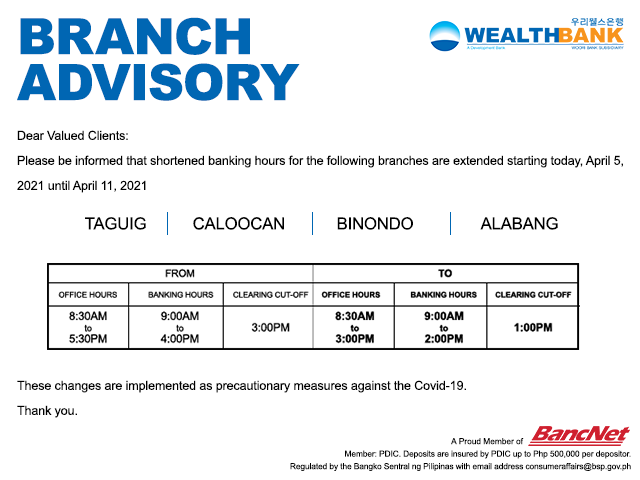 BRANCH
ADVISORY
우리웰스은행
WEALTHBANK
A Development Bank
WOORI BANK SUBSIDIARY
Dear Valued Clients:
Please be informed that shortened banking hours for the following branches are extended starting today, April 5,
2021 until April 11, 2021
TAGUIG CALOOCAN BINONDO ALABANG
FROM TO
OFFICE HOURS BANKING HOURS CLEARING CUT-OFF OFFICE HOURS BANKING HOURS CLEARING CUT-OFF
8:30AM to 5:30PM 9:00AM to 4:00PM 3:00PM 8:30AM to 3:00PM 9:00AM to 2:00PM 1:00PM
These changes are implemented as precautionary measures against the Covid-19.
Thank you.
A Proud Member of BancNet
Member: PDIC. Deposits are insured by PDIC up to Php 500,000 per depositor.
Regulated by the Bangko Sentral ng Pilipinas with email address consumeraffairs@bsp.gov.ph